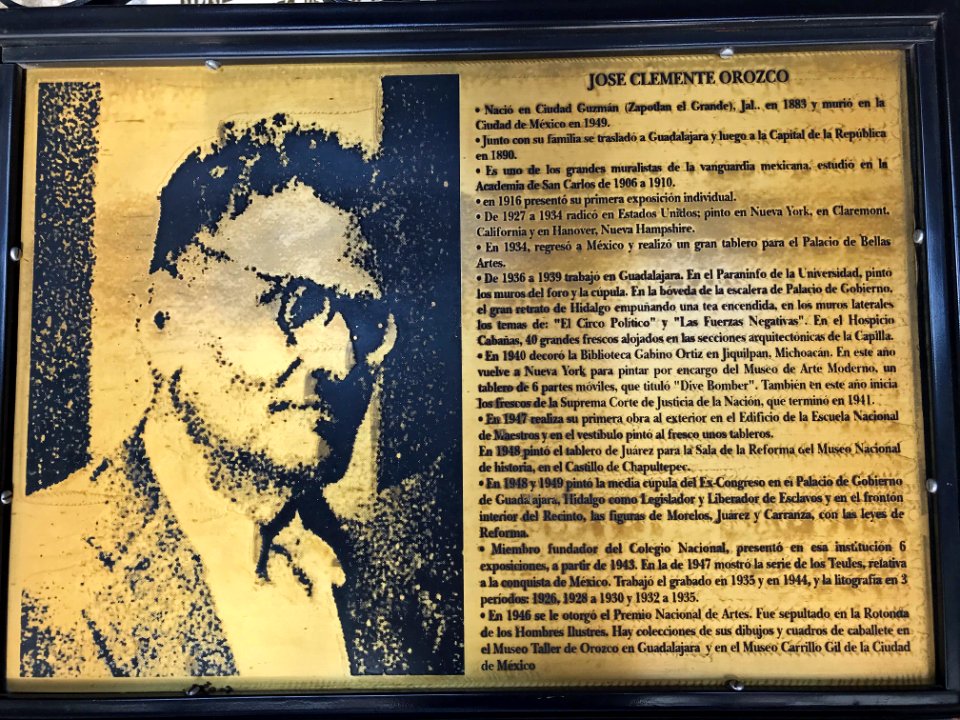 JOSE CLEMENTE OROZCO
• Nació en Ciudad Guzmán (Zapotlan el Grande), Jal.. en 1883 y murió en la
Ciudad de México en 1949.
• Junto con su familia se trasladó a Guadalajara y luego a la Capital de la República
en 1890.
• Es uno de los grandes muralistas de la vanguardia mexicana, estudió en la
Academia de San Carlos de 1906 a 1910.
• en 1916 presentó su primera exposición individual.
• De 1927 a 1934 radicó en Estados Unidos; pinto en Nueva York, en Claremont,
California y en Hanover, Nueva Hampshire.
• En 1934, regresó a México y realizó un gran tablero para el Palacio de Bellas
Artes.
• De 1936 a 1939 trabajó en Guadalajara. En el Paraninfo de la Universidad, pintó
los muros del foro y la cúpula. En la bóveda de la escalera de Palacio de Gobierno,
el gran retrato de Hidalgo empuñando una tea encendida, en los muros laterales
los temas de: "El Circo Político" y "Las Fuerzas Negativas". En el Hospicio
Cabañas, 40 grandes frescos alojados en las secciones arquitectónicas de la Capilla.
• En 1940 decoró la Biblioteca Gabino Ortiz en Jiquilpan, Michoacán. En este año
vuelve a Nueva York para pintar por encargo del Museo de Arte Moderno, un
tablero de 6 partes móviles, que tituló "Dive Bomber". También en este año inicia
los frescos de la Suprema Corte de Justicia de la Nación, que terminó en 1941.
• En 1947 realiza su primera obra al exterior en el Edificio de la Escuela Nacional
de Maestros y en el vestíbulo pintó al fresco unos tableros.
En 1948 pintó el tablero de Juárez para la Sala de la Reforma del Museo Nacional
de historia, en el Castillo de Chapultepec.
• En 1948 y 1949 pintó la media cúpula del Ex-Congreso en el Palacio de Gobierno
de Guadalajara, Hidalgo como Legislador y Liberador de Esclavos y en el frontón
interior del Recinto, las figuras de Morelos, Juárez y Carranza, con las leyes de
Reforma.
• Miembro fundador del Colegio Nacional, presentó en esa institución 6
exposiciones, a partir de 1943. En la de 1947 mostró la serie de los Teules, relativa
a la conquista de México. Trabajó el grabado en 1935 y en 1944, y la litografía en 3
períodos: 1926, 1928 a 1930 y 1932 a 1935.
• En 1946 se le otorgó el Premio Nacional de Artes. Fue sepultado en la Rotonda
de los Hombres Ilustres. Hay colecciones de sus dibujos y cuadros de caballete en
el Museo Taller de Orozco en Guadalajara y en el Museo Carrillo Gil de la Ciudad
de México